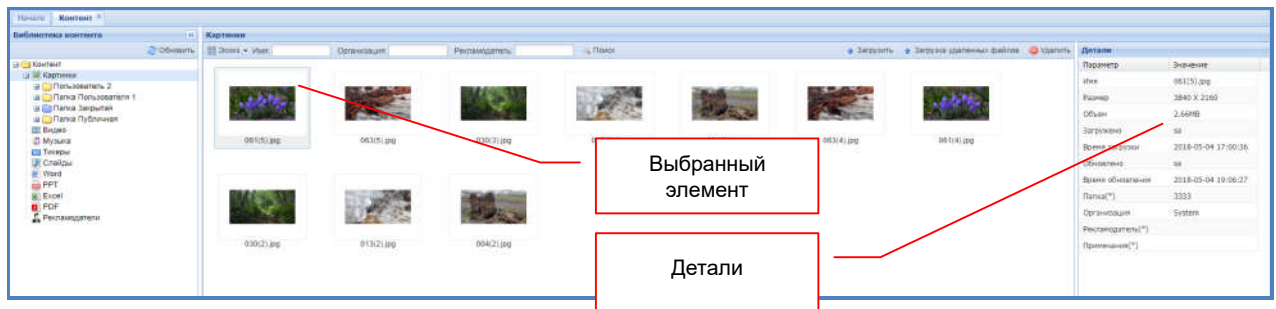 Начало Контент
Библиотека контента
Обновить
Контент
Картинки
Пользователь 2
Папка Пользователя 1
Папка Закрытая
Папка Публичная
Видео
Музыка
Тикеры
Слайды
Word
PPT
Excel
PDF
Рекламодатели
Картинки
Эскиз Имя: Организация: Рекламодатель: Поиск Загрузить Загрузка удаленных файлов Удалить
061(5).jpg 063(5).jpg 030(3).jpg 063(4).jpg 061(4).jpg
030(2).jpg 013(2).jpg 004(2).jpg
Выбранный
элемент
Детали
Детали
Параметр Значение
Имя 061(5).jpg
Размер 3840 X 2160
Объем 2.66MB
Загружено sa
Время загрузки 2018-05-04 17:00:36
Обновлено sa
Время обновления 2018-05-04 19:06:27
Папка(*) 3333
Организация System
Рекламодатель(*)
Примечания(*)